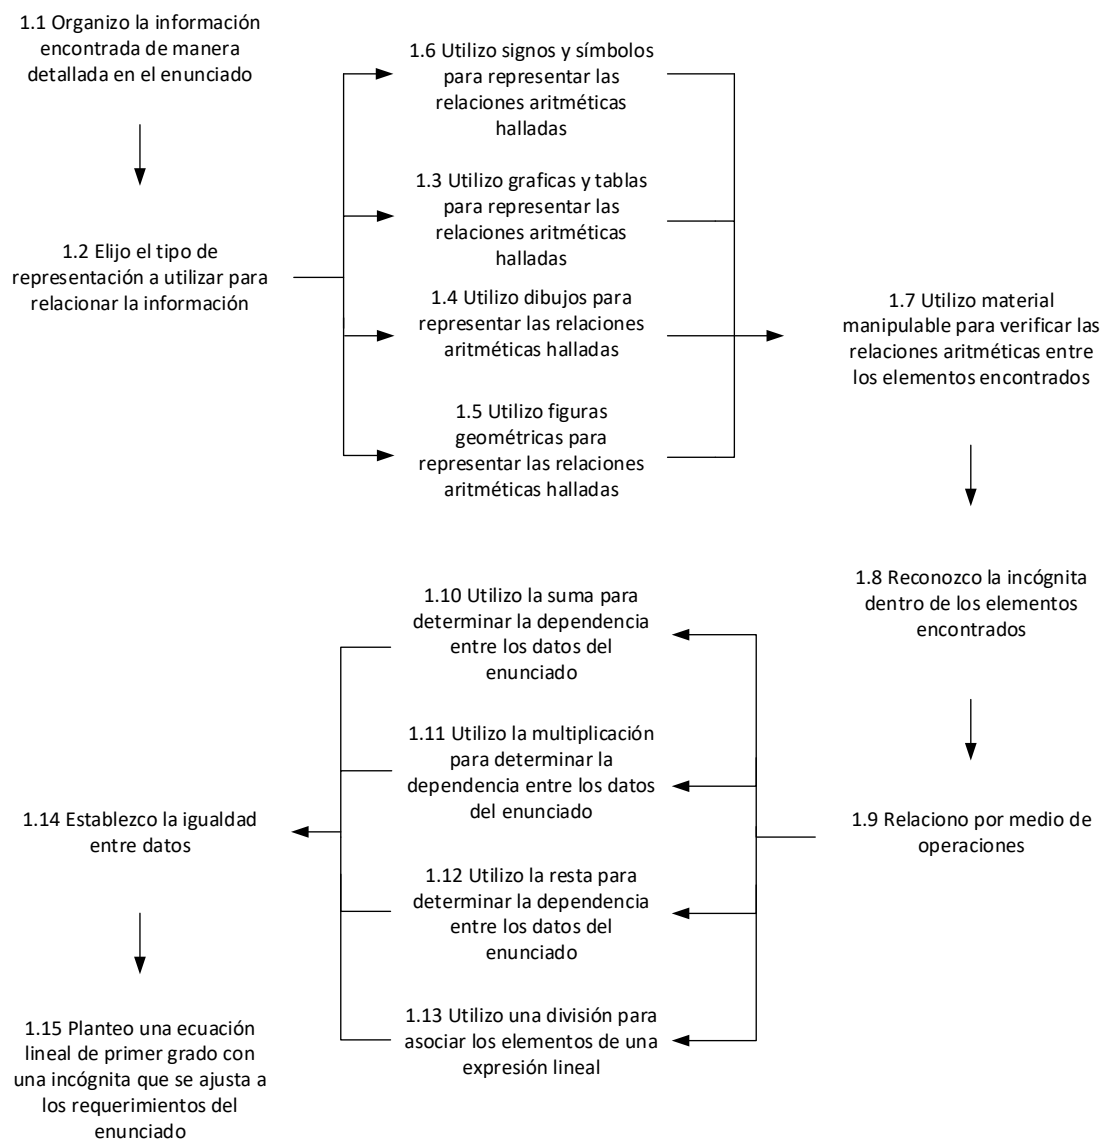 1.1 Organizo la información
encontrada de manera
detallada en el enunciado
1.2 Elijo el tipo de
representación a utilizar para
relacionar la información
1.6 Utilizo signos y símbolos
para representar las
relaciones aritméticas
halladas
1.3 Utilizo graficas y tablas
para representar las
relaciones aritméticas
halladas
1.4 Utilizo dibujos para
representar las relaciones
aritméticas halladas
1.5 Utilizo figuras
geométricas para
representar las relaciones
aritméticas halladas
1.7 Utilizo material
manipulable para verificar las
relaciones aritméticas entre
los elementos encontrados
1.8 Reconozco la incógnita
dentro de los elementos
encontrados
1.9 Relaciono por medio de
operaciones
1.10 Utilizo la suma para
determinar la dependencia
entre los datos del
enunciado
1.11 Utilizo la multiplicación
para determinar la
dependencia entre los datos
del enunciado
1.12 Utilizo la resta para
determinar la dependencia
entre los datos del
enunciado
1.13 Utilizo una división para
asociar los elementos de una
expresión lineal
1.14 Establezco la igualdad
entre datos
1.15 Planteo una ecuación
lineal de primer grado con
una incógnita que se ajusta a
los requerimientos del
enunciado